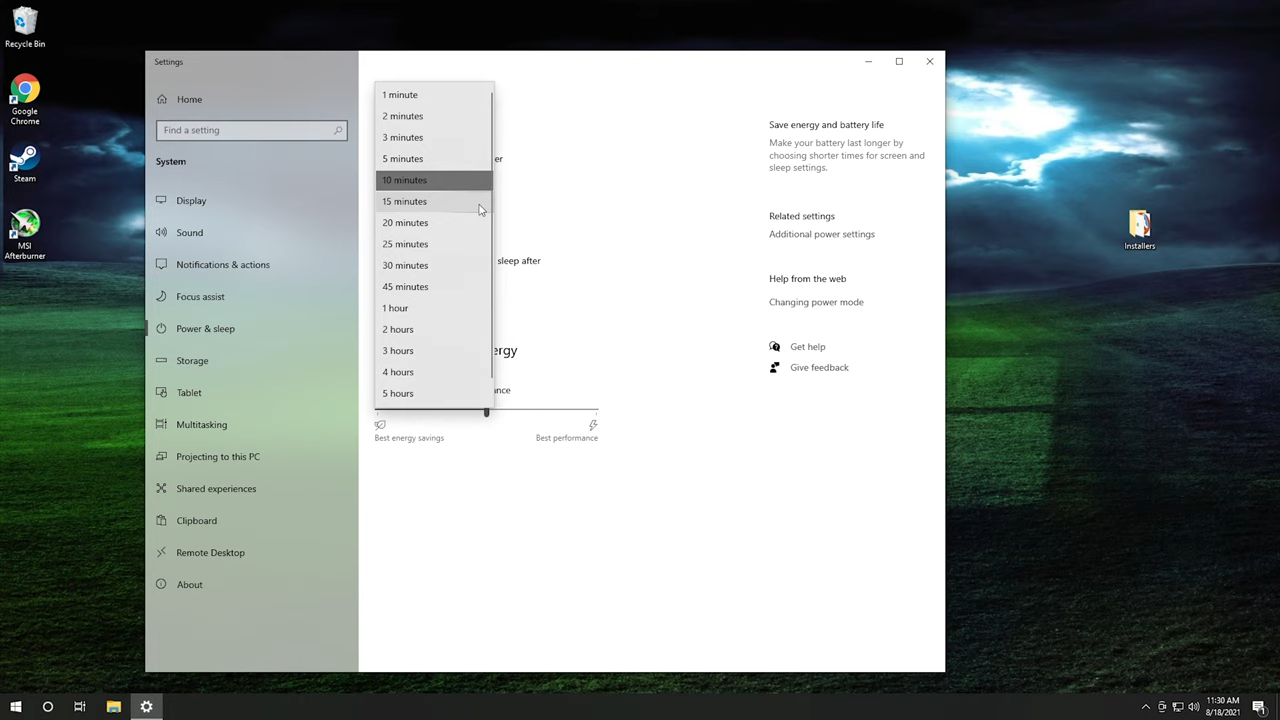 Recycle Bin
Google
Chrome
Steam
MSI
Afterburner
Installers
Settings
Home
Find a setting
System
Display
Sound
Notifications & actions
Focus assist
Power & sleep
Storage
Tablet
Multitasking
Projecting to this PC
Shared experiences
Clipboard
Remote Desktop
About
1 minute
2 minutes
3 minutes
5 minutes
10 minutes
15 minutes
20 minutes
25 minutes
30 minutes
45 minutes
1 hour
2 hours
3 hours
4 hours
5 hours
sleep after
Best energy savings
Best performance
Save energy and battery life
Make your battery last longer by
choosing shorter times for screen and
sleep settings.
Related settings
Additional power settings
Help from the web
Changing power mode
Get help
Give feedback
11:30 AM
8/18/2021